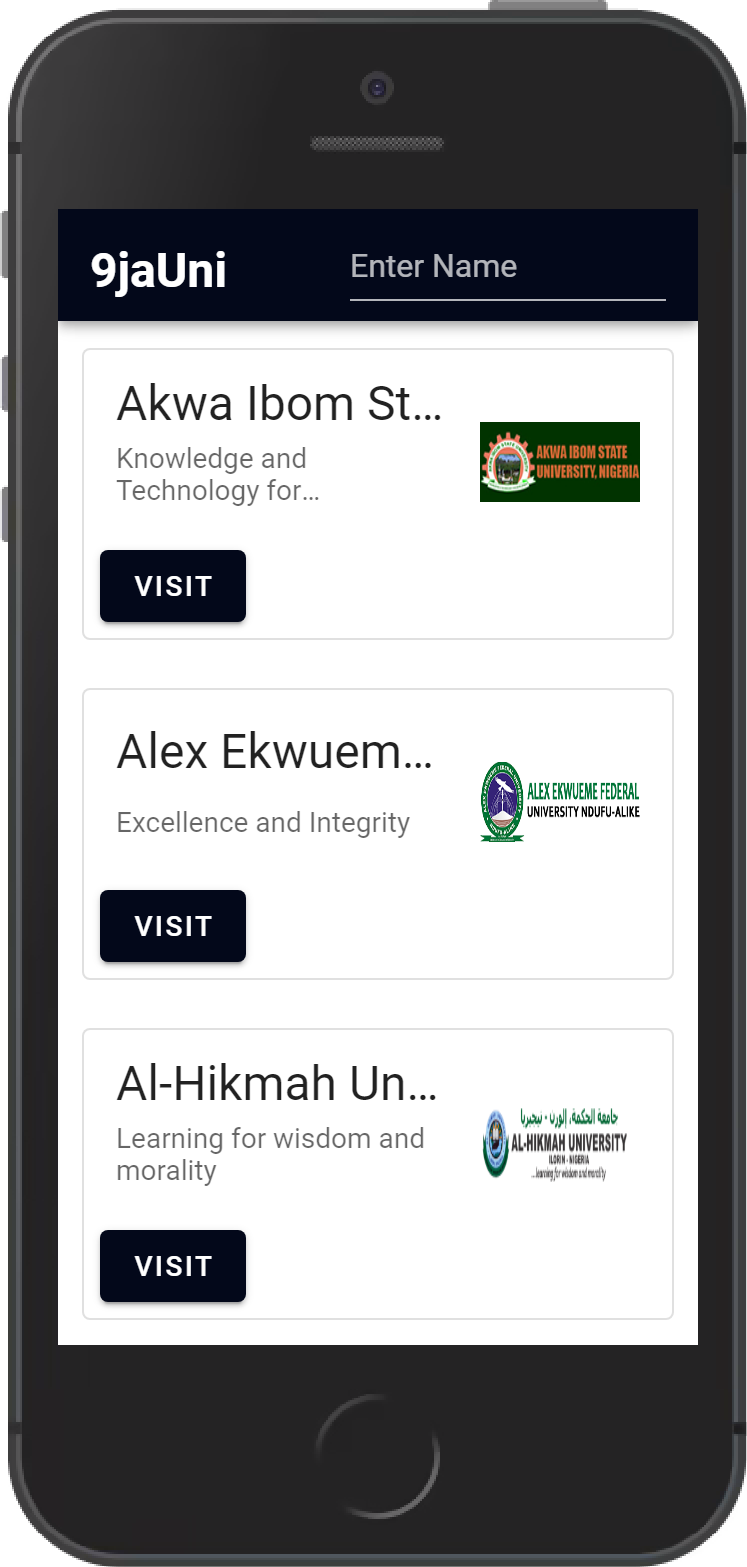 9jaUni
Enter Name
Akwa Ibom St...
Knowledge and
Technology for...
AKWA IBOM STATE
UNIVERSITY, NIGERIA
VISIT
Alex Ekwuem...
Excellence and Integrity
ALEX EKWUEME FEDERAL
UNIVERSITY NDUFU-ALIKE
VISIT
Al-Hikmah Un...
Learning for wisdom and
morality
جامعة الحكمة، الورن - نيجيريا
AL-HIKMAH UNIVERSITY
ILORIN - NIGERIA
...learning for wisdom and morality
VISIT